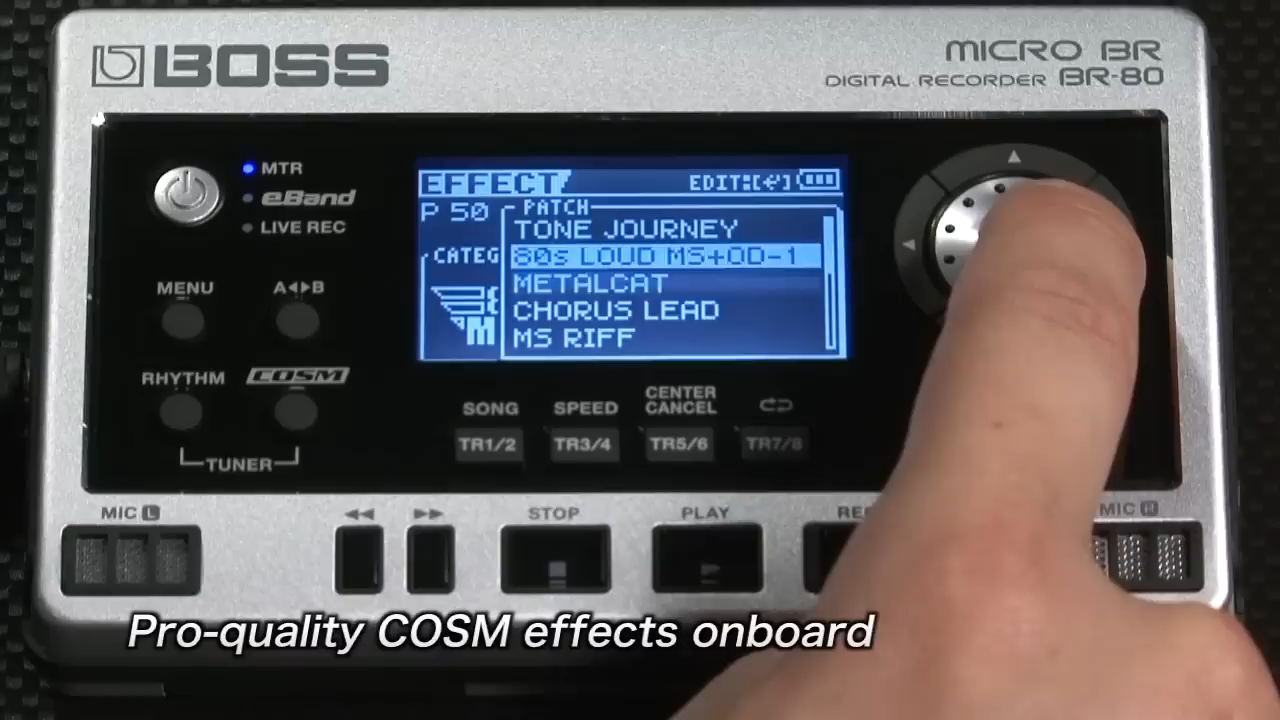 BOSS
MICRO BR
DIGITAL RECORDER BR-80
MTR
eBand
LIVE REC
MENU
A◀▶B
RHYTHM
COSM
TUNER
EFFECT
EDIT:[↲]
P 50
PATCH
TONE JOURNEY
CATEG
80s LOUD MS+OD-1
METALCAT
M
CHORUS LEAD
MS RIFF
SONG
SPEED
CENTER
CANCEL
TR1/2
TR3/4
TR5/6
TR7/8
MIC L
STOP
PLAY
MIC R
Pro-quality COSM effects onboard